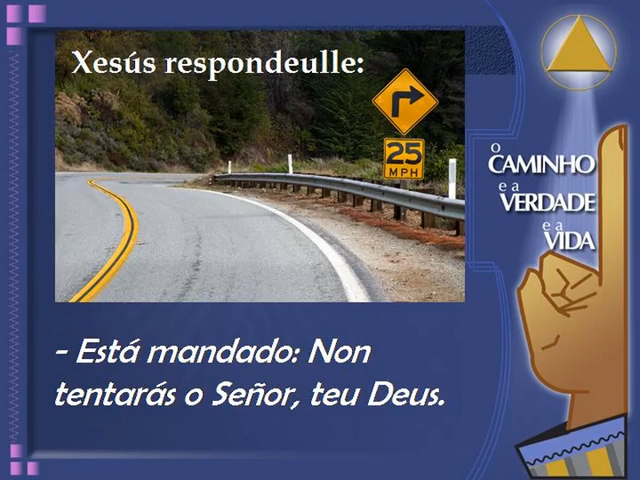 Xesús respondeulle:
25
MPH
o
CAMINHO
e a
VERDADE
e a
VIDA
- Está mandado: Non
tentarás o Señor, teu Deus.